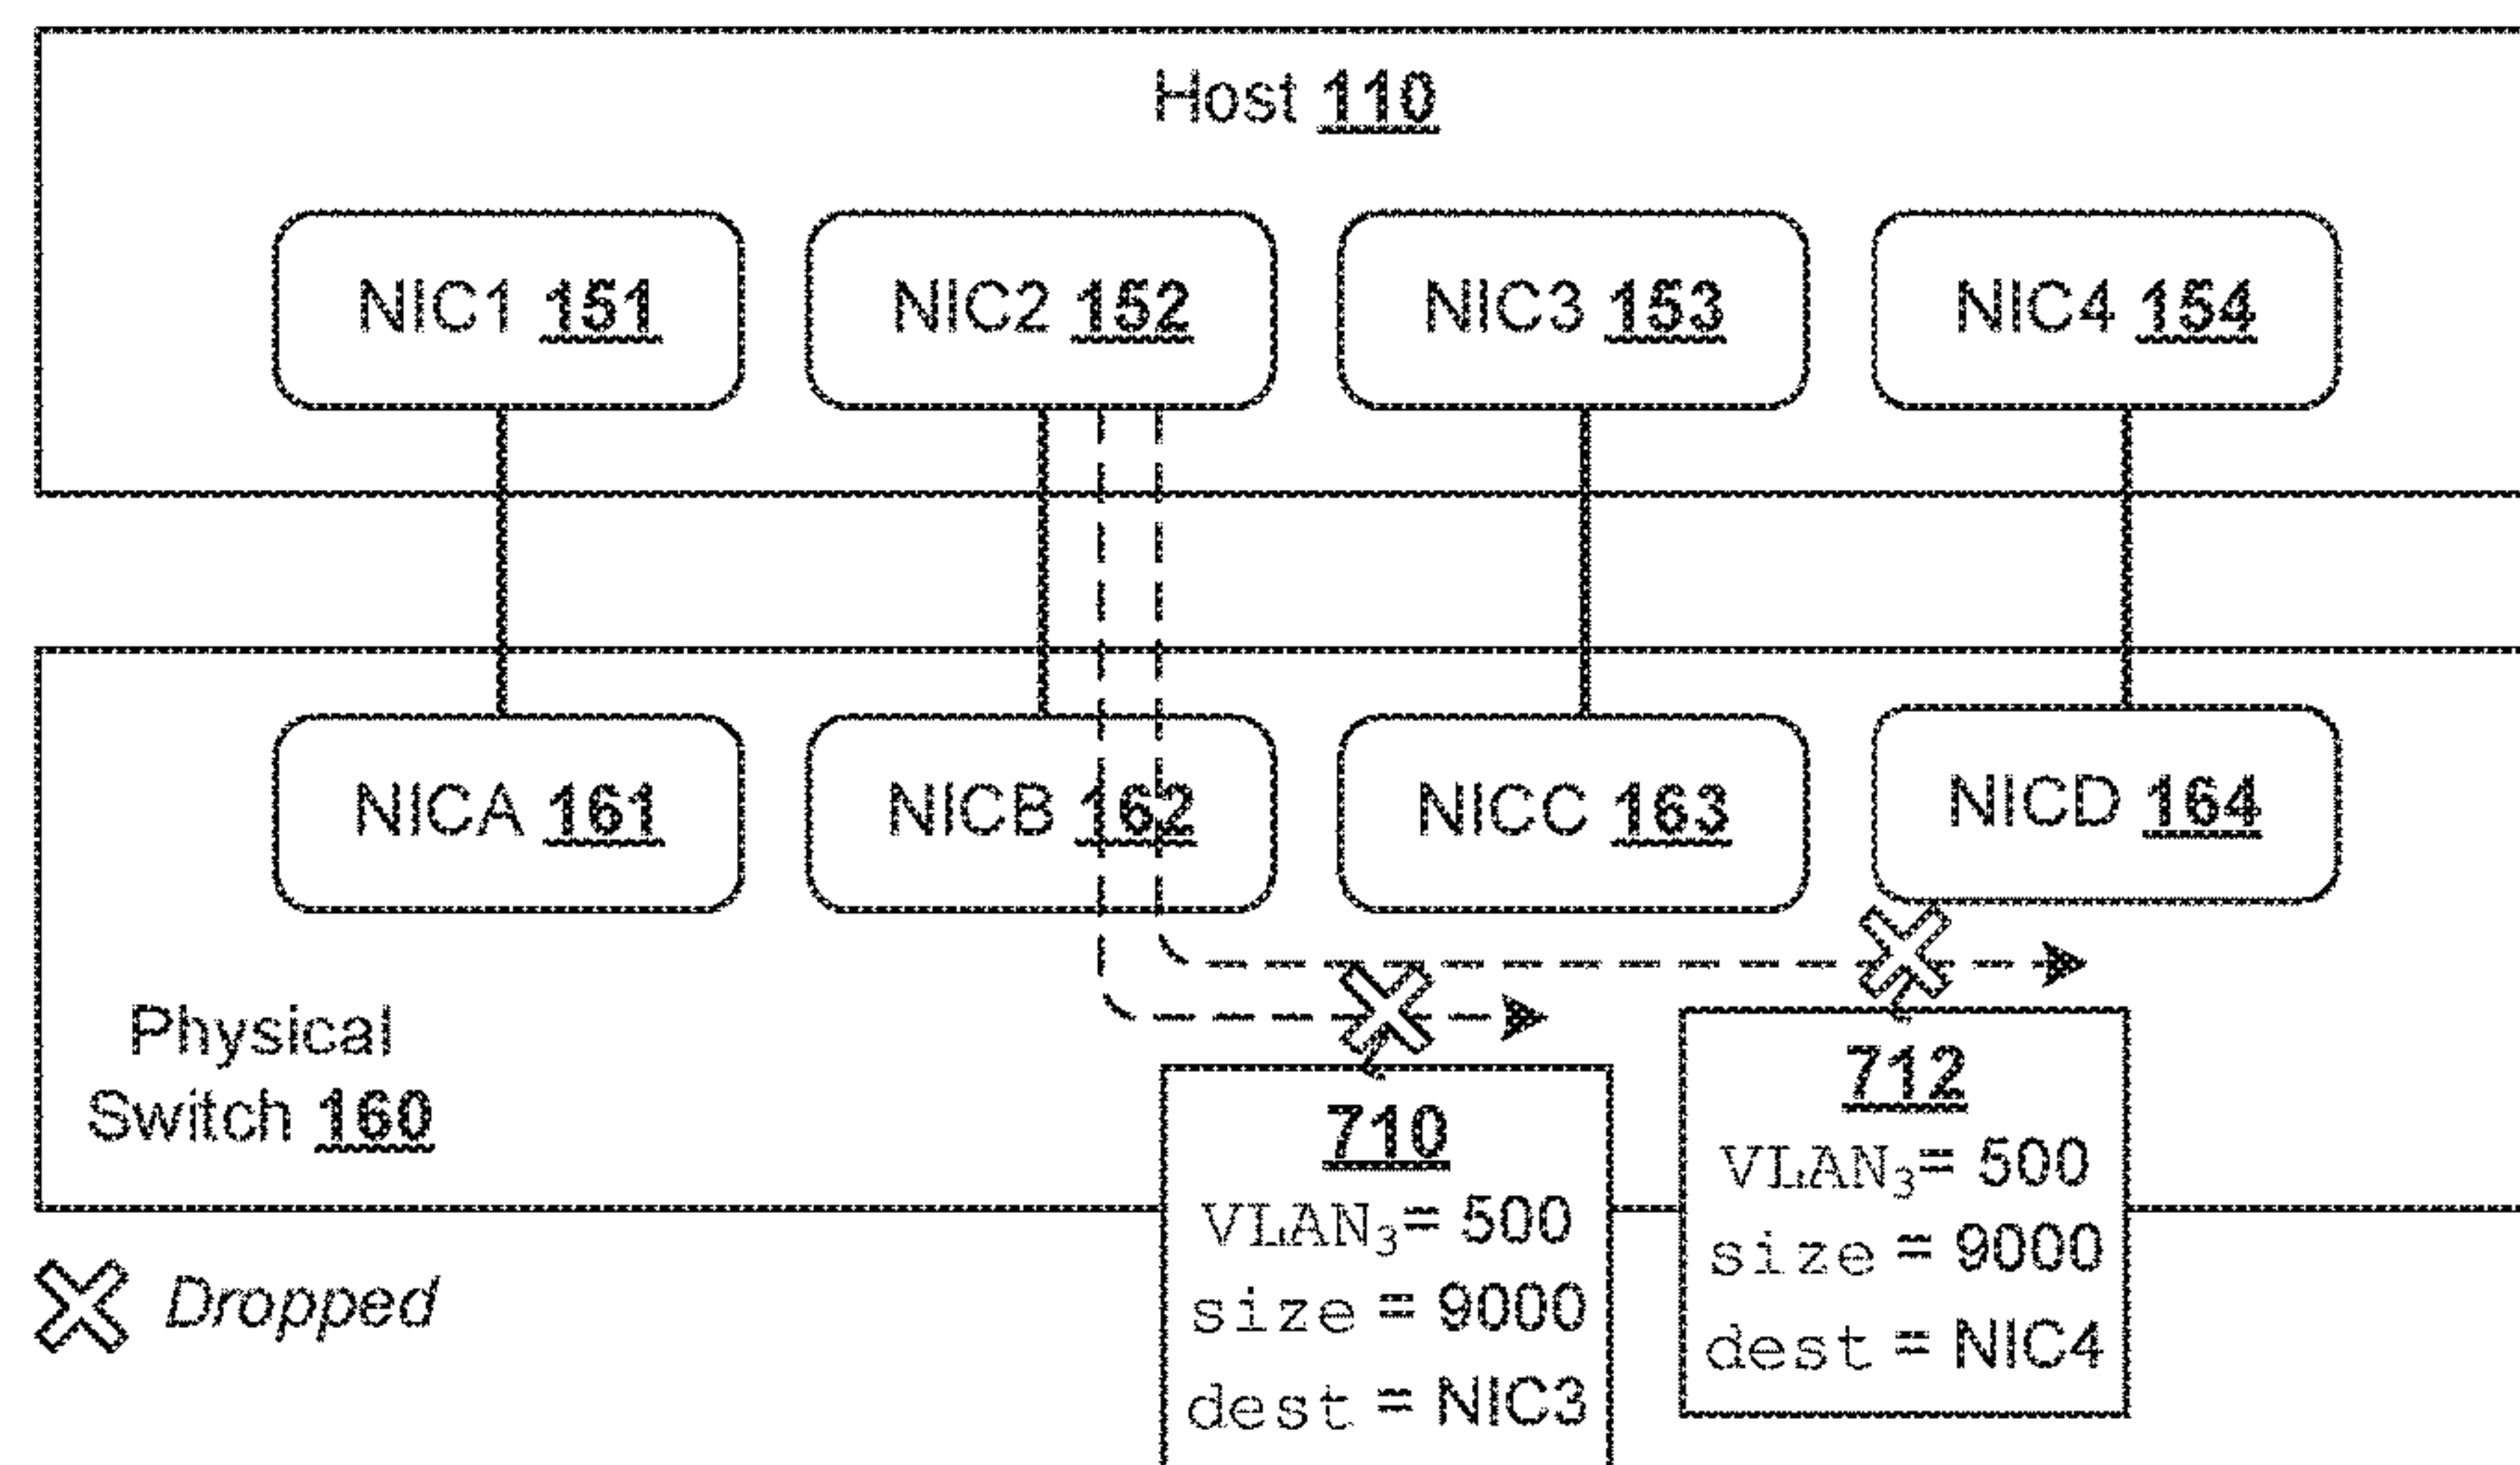 Host 110
NIC1 151
NIC2 152
NIC3 153
NIC4 154
NICA 161
NICB 162
NICC 163
NICD 164
Physical
Switch 160
710
VLAN₃= 500
size = 9000
dest = NIC3
712
VLAN₃= 500
size = 9000
dest = NIC4
Dropped